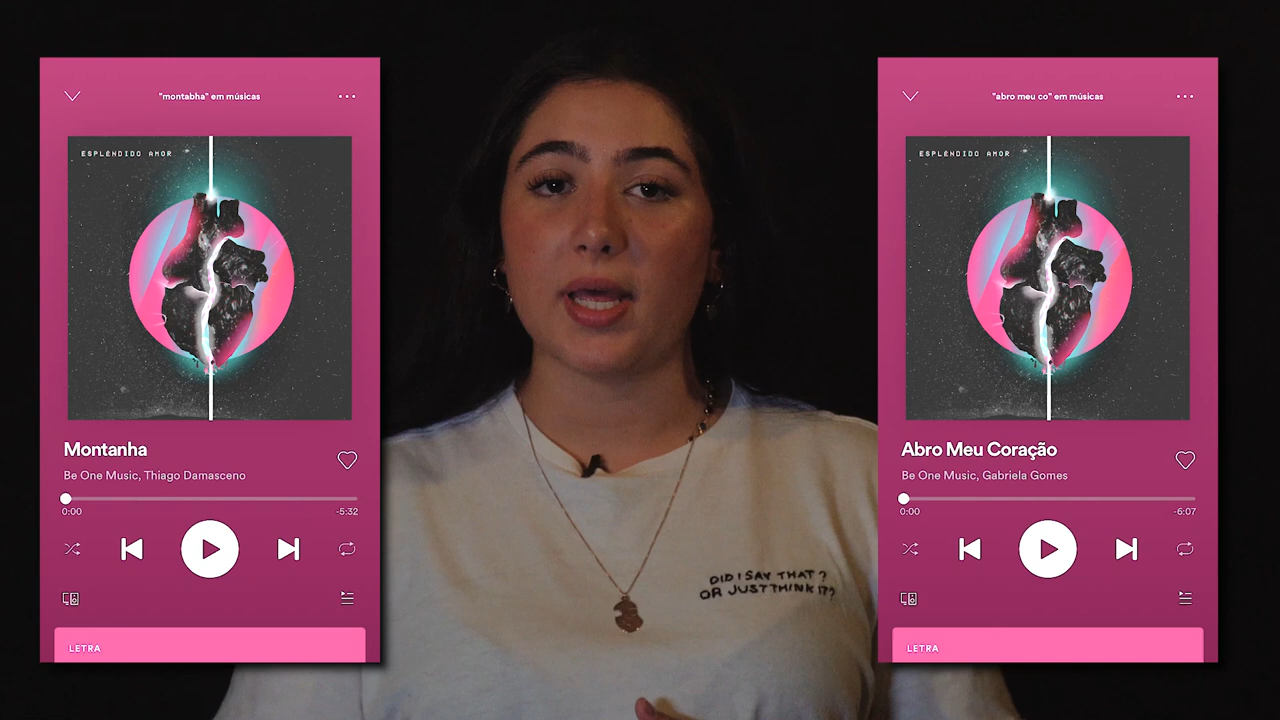 "montabha" em músicas
ESPLÊNDIDO AMOR
Montanha
Be One Music, Thiago Damasceno
0:00
-5:32
LETRA
DID I SAY THAT?
OR JUST THINK IT?
"abro meu co" em músicas
ESPLÊNDIDO AMOR
Abro Meu Coração
Be One Music, Gabriela Gomes
0:00
-6:07
LETRA